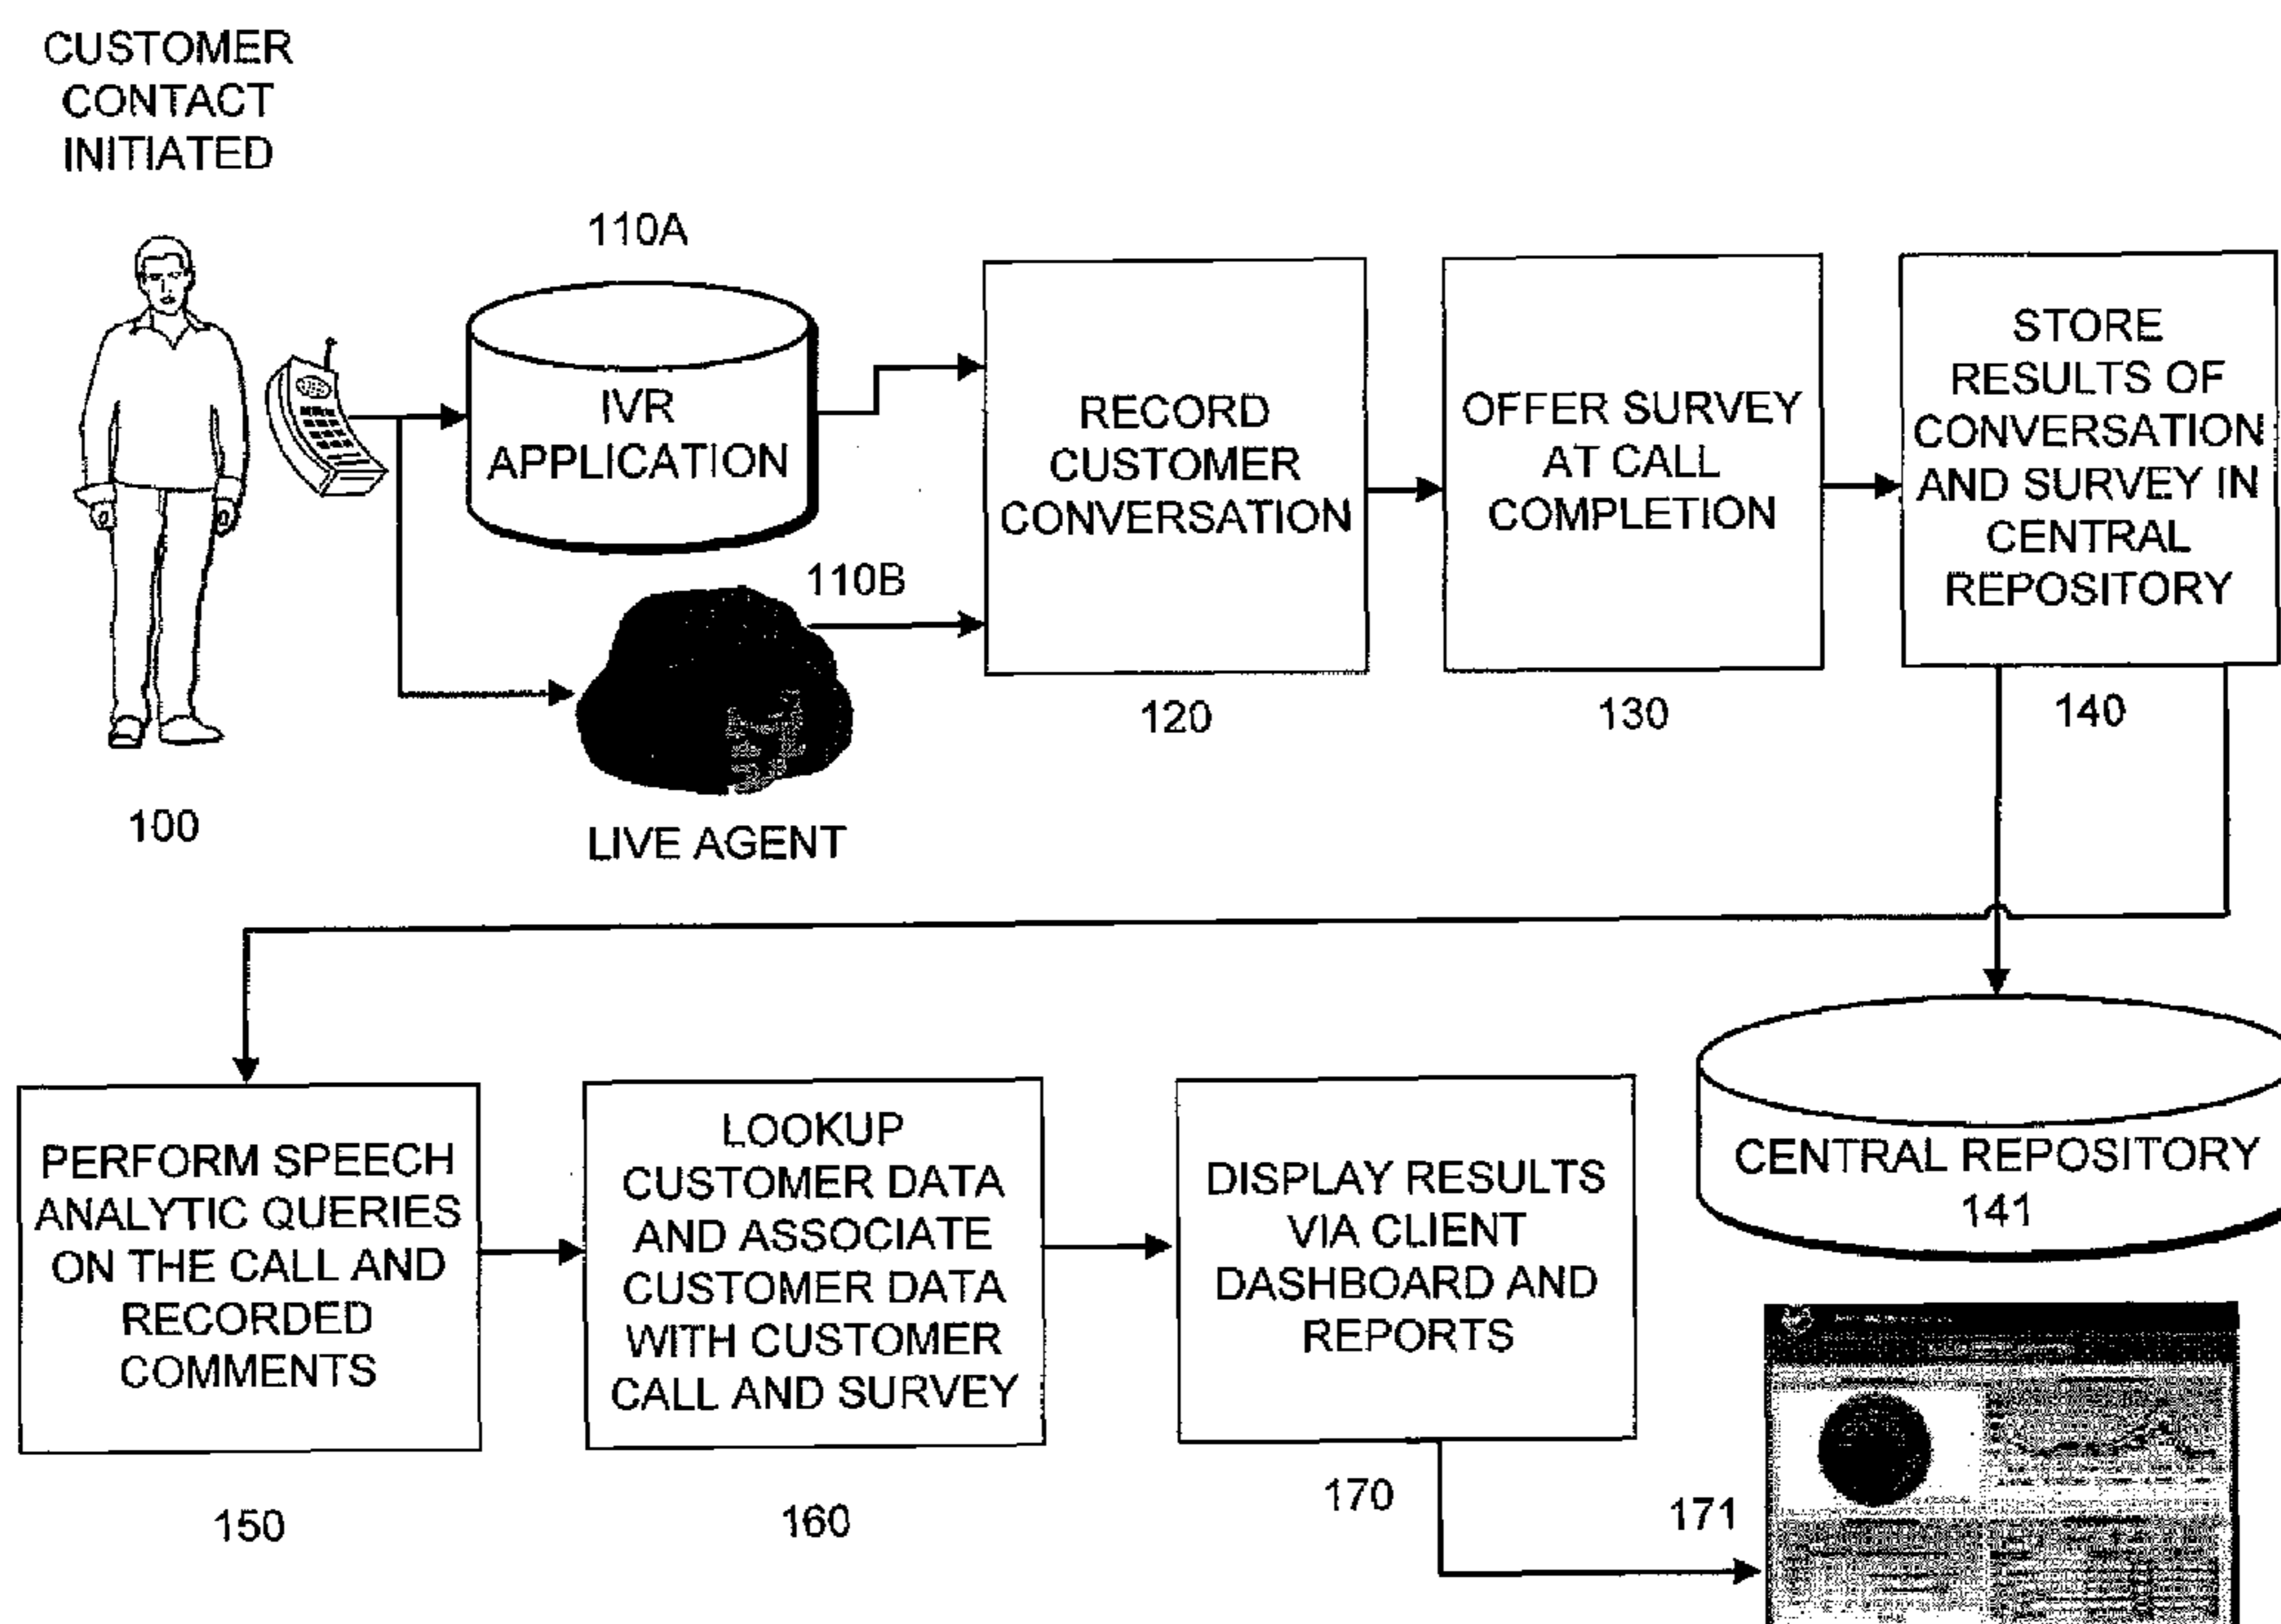 CUSTOMER
CONTACT
INITIATED
110A
IVR
APPLICATION
110B
LIVE AGENT
100
RECORD
CUSTOMER
CONVERSATION
120
OFFER SURVEY
AT CALL
COMPLETION
130
STORE
RESULTS OF
CONVERSATION
AND SURVEY IN
CENTRAL
REPOSITORY
140
CENTRAL REPOSITORY
141
PERFORM SPEECH
ANALYTIC QUERIES
ON THE CALL AND
RECORDED
COMMENTS
150
LOOKUP
CUSTOMER DATA
AND ASSOCIATE
CUSTOMER DATA
WITH CUSTOMER
CALL AND SURVEY
160
DISPLAY RESULTS
VIA CLIENT
DASHBOARD AND
REPORTS
170
171